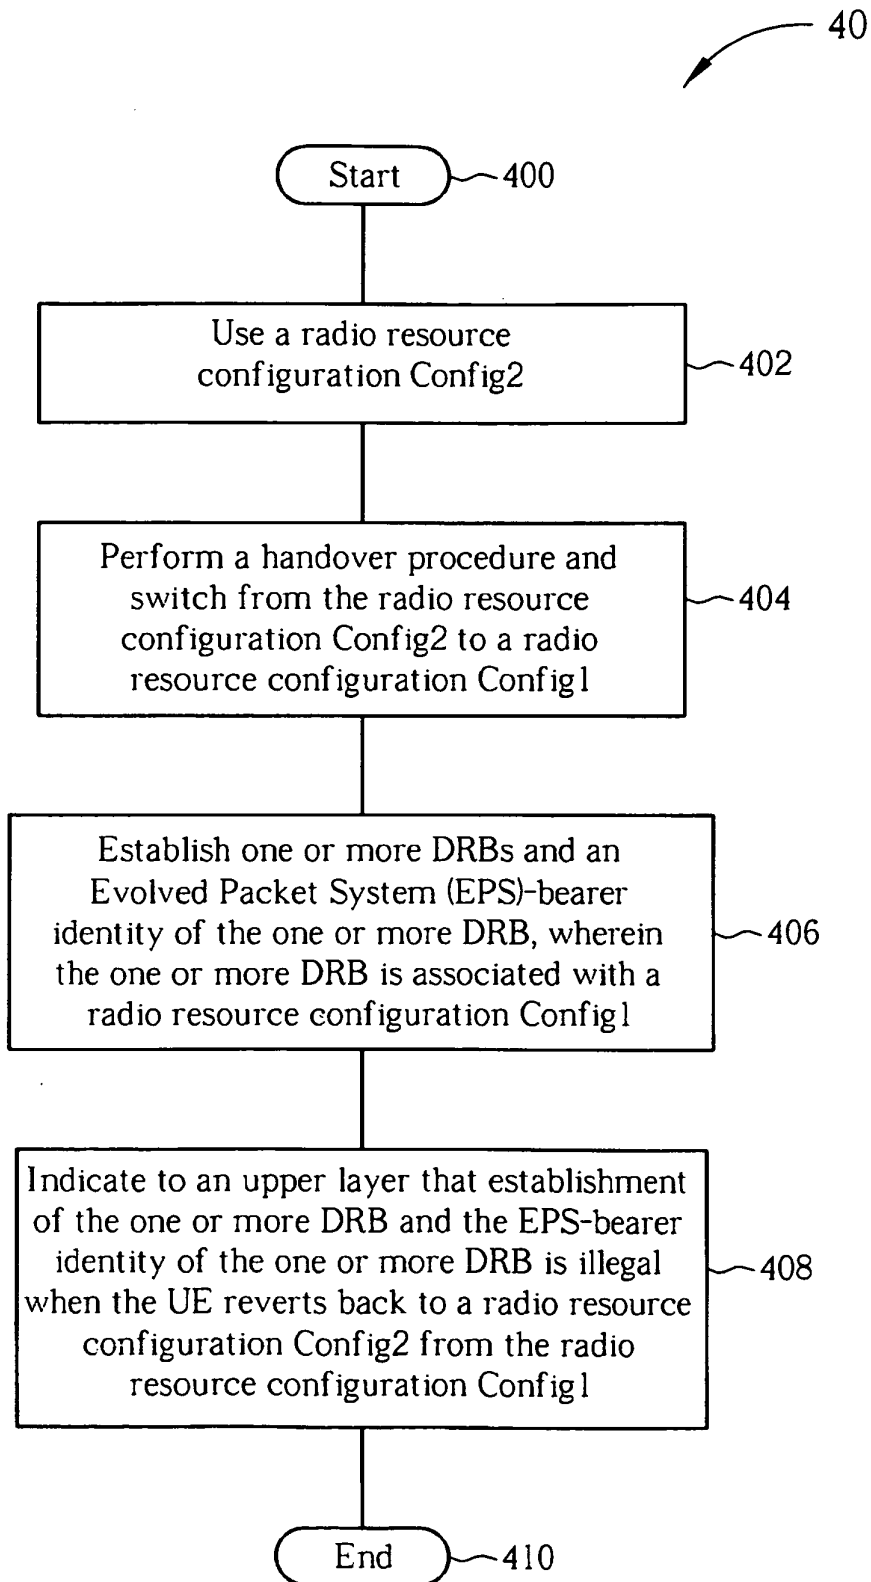 40
Start
400
Use a radio resource
configuration Config2
402
Perform a handover procedure and
switch from the radio resource
configuration Config2 to a radio
resource configuration Config1
404
Establish one or more DRBs and an
Evolved Packet System (EPS)-bearer
identity of the one or more DRB, wherein
the one or more DRB is associated with a
radio resource configuration Config1
406
Indicate to an upper layer that establishment
of the one or more DRB and the EPS-bearer
identity of the one or more DRB is illegal
when the UE reverts back to a radio resource
configuration Config2 from the radio
resource configuration Config1
408
End
410